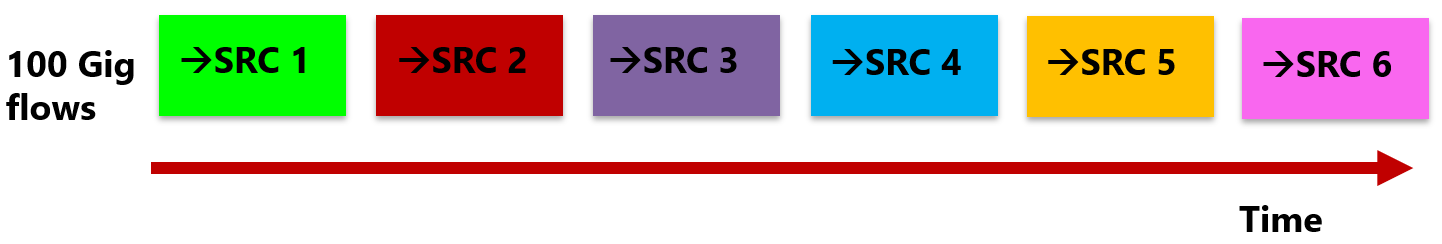 100 Gig
flows
→SRC 1
→SRC 2
→SRC 3
→SRC 4
→SRC 5
→SRC 6
Time